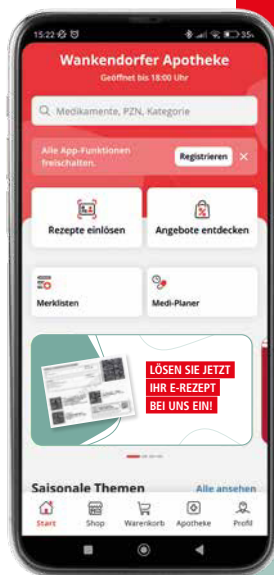 15:22
35%
Wankendorfer Apotheke
Geöffnet bis 18:00 Uhr
Medikamente, PZN, Kategorie
Alle App-Funktionen
freischalten.
Registrieren
Rezepte einlösen
Angebote entdecken
Merklisten
Medi-Planer
LÖSEN SIE JETZT
IHR E-REZEPT
BEI UNS EIN!
Saisonale Themen
Alle ansehen
Start
Shop
Warenkorb
Apotheke
Profil